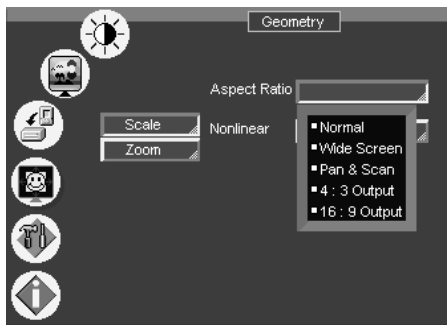 Geometry
Aspect Ratio
Scale
Nonlinear
Zoom
Normal
Wide Screen
Pan & Scan
4 : 3 Output
16 : 9 Output